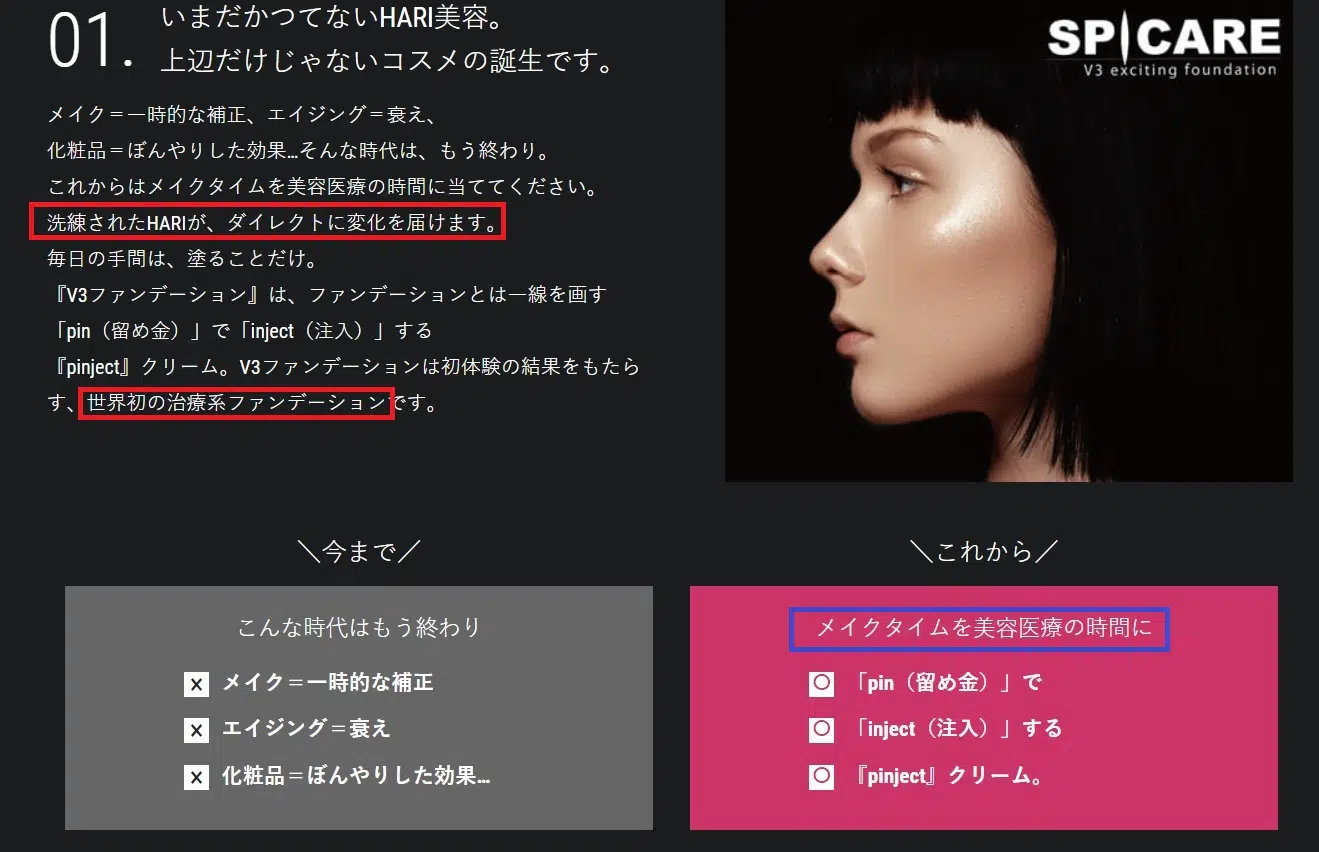 01.
いまだかつてないHARI美容。
上辺だけじゃないコスメの誕生です。
SPICARE
V3 exciting foundation
メイク＝一時的な補正、エイジング＝衰え、
化粧品＝ぼんやりした効果…そんな時代は、もう終わり。
これからはメイクタイムを美容医療の時間に当ててください。
洗練されたHARIが、ダイレクトに変化を届けます。
毎日の手間は、塗ることだけ。
『V3ファンデーション』は、ファンデーションとは一線を画す
「pin（留め金）」で「inject（注入）」する
『pinject』クリーム。V3ファンデーションは初体験の結果をもたら
す、世界初の治療系ファンデーションです。
＼今まで／
こんな時代はもう終わり
x メイク＝一時的な補正
x エイジング＝衰え
x 化粧品＝ぼんやりした効果…
＼これから／
メイクタイムを美容医療の時間に
〇 「pin（留め金）」で
〇 「inject（注入）」する
〇 『pinject』クリーム。